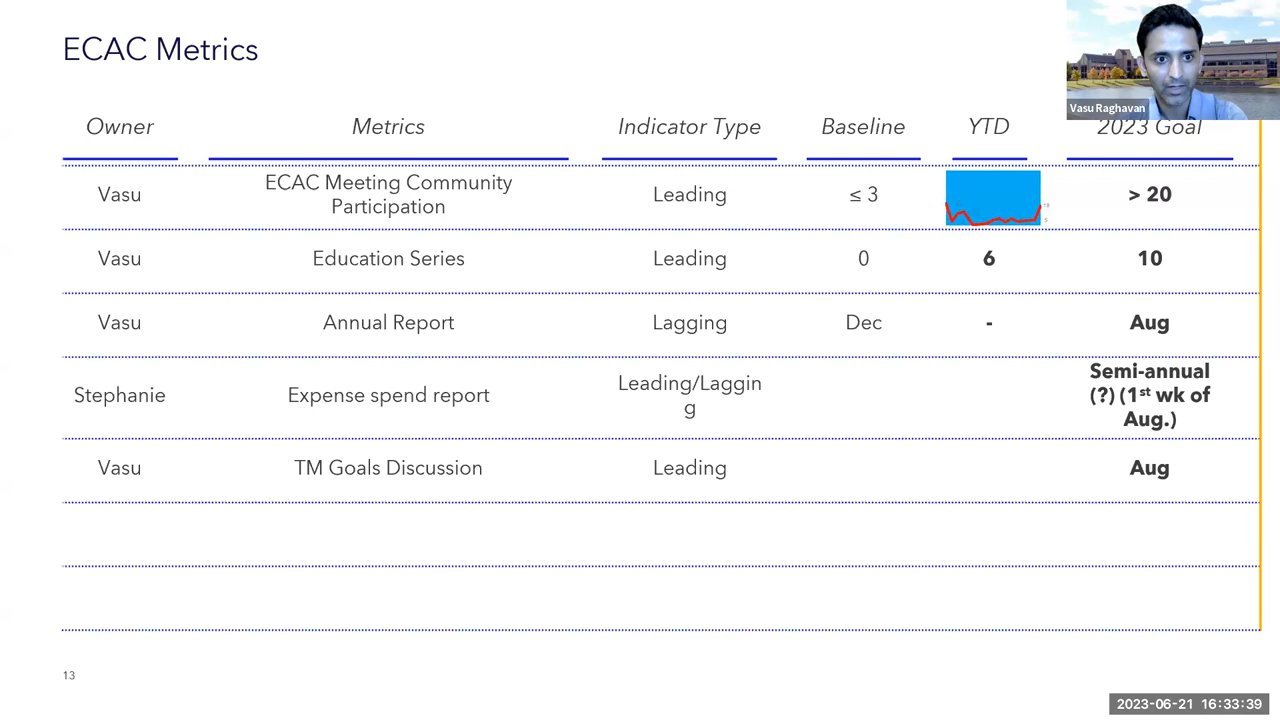 ECAC Metrics
Vasu Raghavan
Owner
Metrics
Indicator Type
Baseline
YTD
2023 Goal
Vasu
ECAC Meeting Community
Participation
Leading
≤ 3
> 20
Vasu
Education Series
Leading
0
6
10
Vasu
Annual Report
Lagging
Dec
-
Aug
Stephanie
Expense spend report
Leading/Laggin
g
Semi-annual
(?) (1st wk of
Aug.)
Vasu
TM Goals Discussion
Leading
Aug
13
2023-06-21 16:33:39